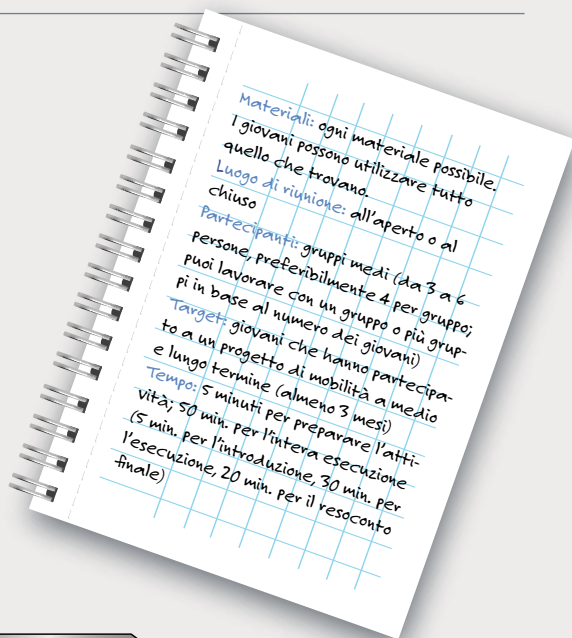 Materiali: ogni materiale possibile.
I giovani possono utilizzare tutto
quello che trovano.
Luogo di riunione: all'aperto o al
chiuso
Partecipanti: gruppi medi (da 3 a 6
persone, preferibilmente 4 per gruppo;
puoi lavorare con un gruppo o più grup-
pi in base al numero dei giovani)
Target: giovani che hanno partecipa-
to a un progetto di mobilità a medio
e lungo termine (almeno 3 mesi)
Tempo: 5 minuti per preparare l'atti-
vità; 50 min. per l'intera esecuzione
(5 min. per l'introduzione, 30 min. per
l'esecuzione, 20 min. per il resoconto
finale)